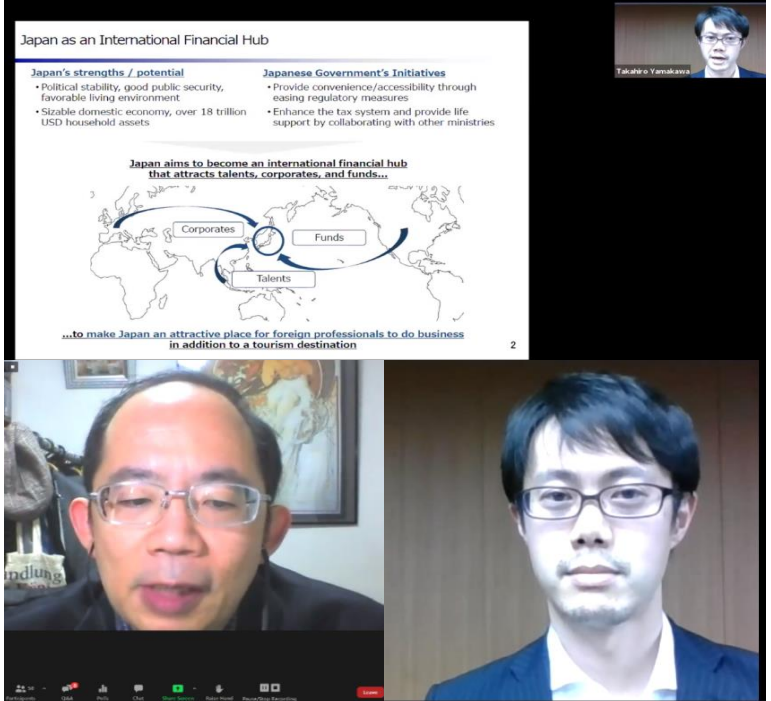 Japan as an International Financial Hub
Takahiro Yamakawa
Japan's strengths / potential
• Political stability, good public security,
favorable living environment
• Sizable domestic economy, over 18 trillion
USD household assets
Japanese Government's Initiatives
• Provide convenience/accessibility through
easing regulatory measures
• Enhance the tax system and provide life
support by collaborating with other ministries
Japan aims to become an international financial hub
that attracts talents, corporates, and funds...
Corporates
Funds
Talents
...to make Japan an attractive place for foreign professionals to do business
in addition to a tourism destination
2
ndlung
Participants
Q&A
Polls
Chat
Share Screen
Raise Hand
Pause/Stop Recording
Leave